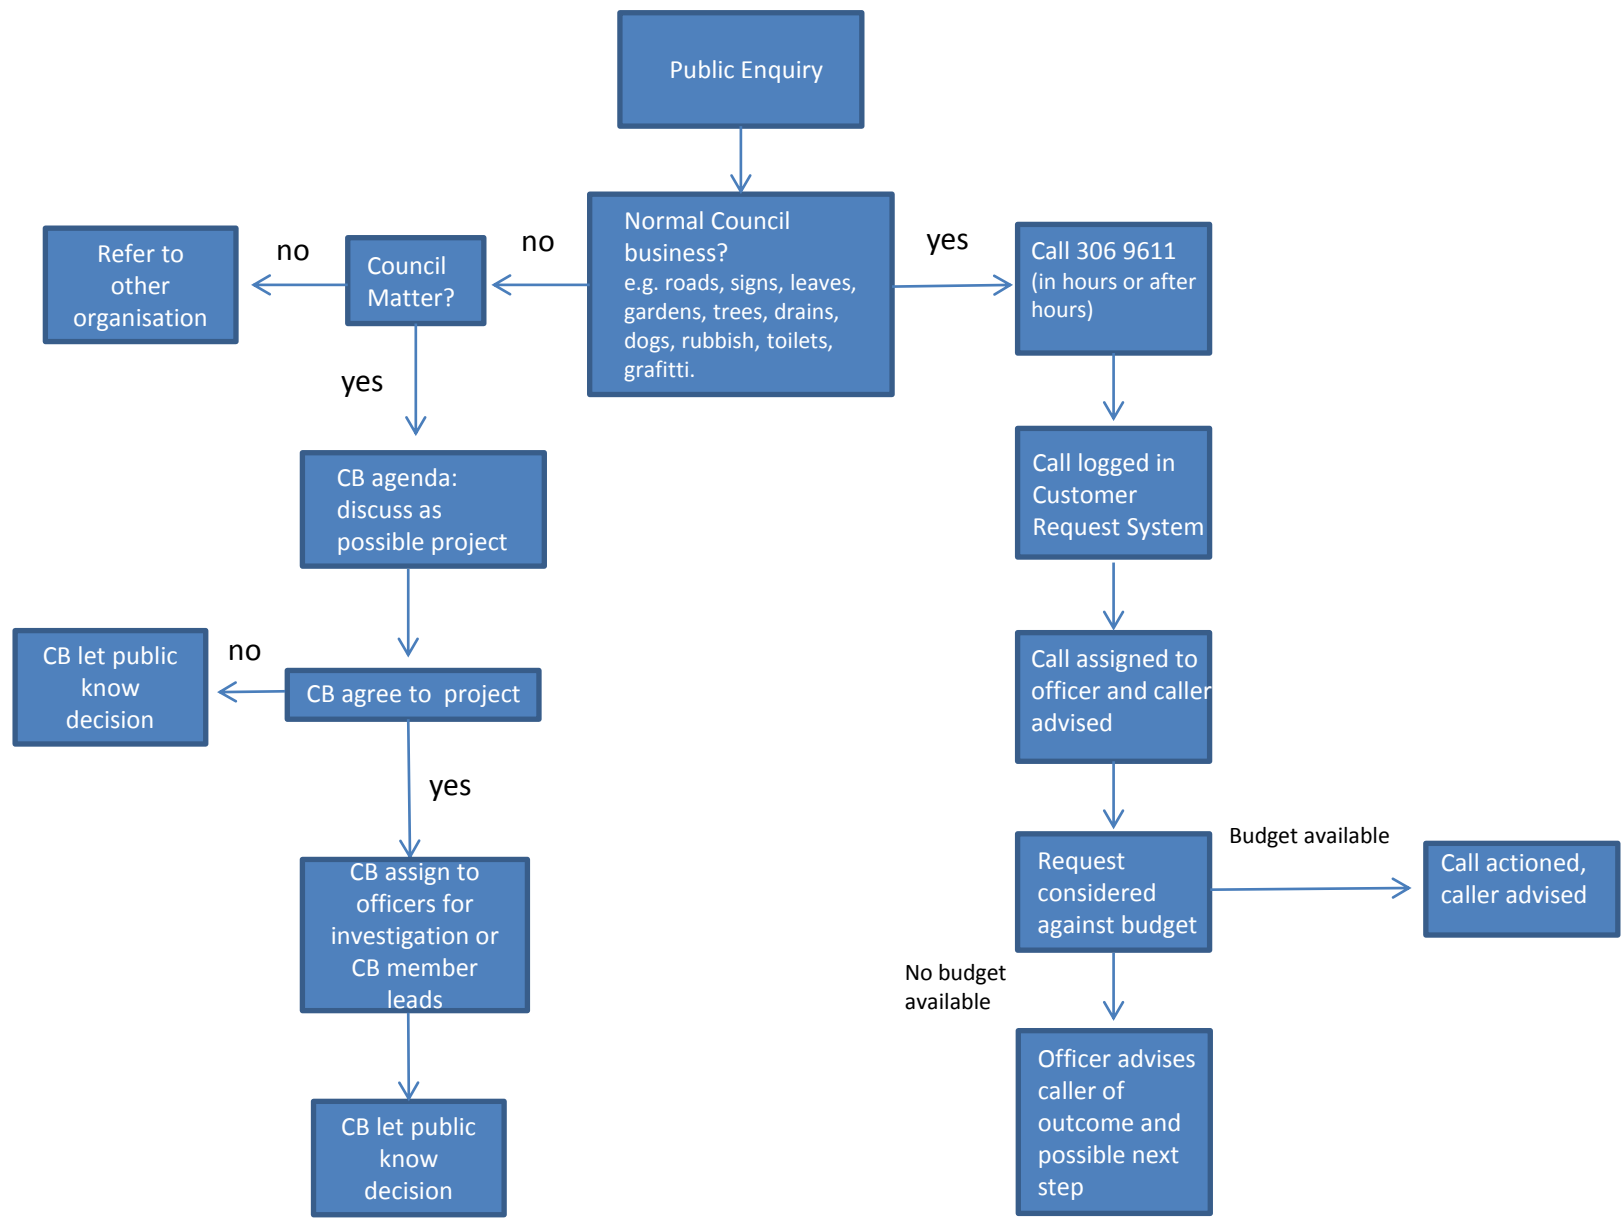 Public Enquiry
Normal Council
business?
e.g. roads, signs, leaves,
gardens, trees, drains,
dogs, rubbish, toilets,
grafitti.
no
Council
Matter?
no
Refer to
other
organisation
yes
CB agenda:
discuss as
possible project
CB agree to  project
no
CB let public
know
decision
yes
CB assign to
officers for
investigation or
CB member
leads
CB let public
know
decision
yes
Call 306 9611
(in hours or after
hours)
Call logged in
Customer
Request System
Call assigned to
officer and caller
advised
Request
considered
against budget
Budget available
Call actioned,
caller advised
No budget
available
Officer advises
caller of
outcome and
possible next
step